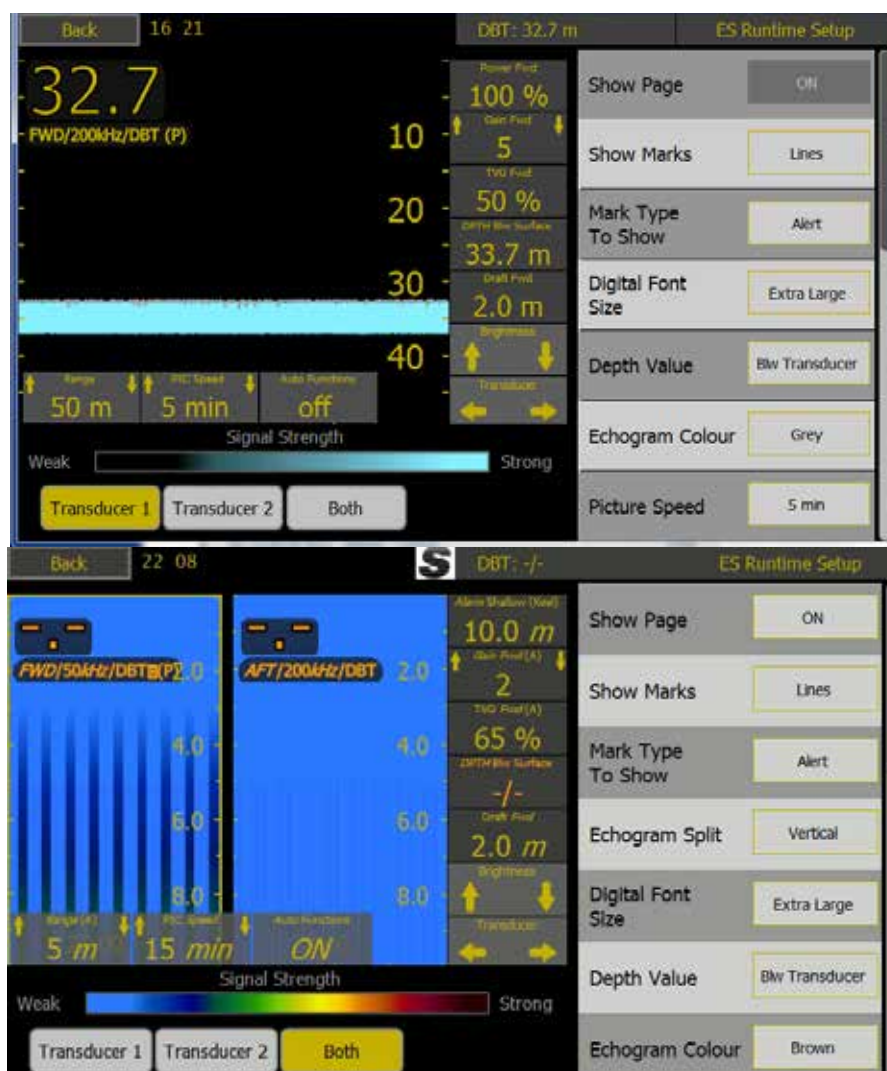 Back 16 21 DBT: 32.7 m ES Runtime Setup
32.7
FWD/200kHz/DBT (P)
10
20
30
40
Power Fwd
100 %
Gain Fwd
5
TVG Fwd
50 %
DPTH Blw Surface
33.7 m
Draft Fwd
2.0 m
Brightness
Transducer
Range
50 m
PIC Speed
5 min
Auto Functions
off
Signal Strength
Weak Strong
Transducer 1 Transducer 2 Both
Show Page ON
Show Marks Lines
Mark Type
To Show Alert
Digital Font
Size Extra Large
Depth Value Blw Transducer
Echogram Colour Grey
Picture Speed 5 min
Back 22 08 S DBT: -/- ES Runtime Setup
- . -
FWD/50kHz/DBT (P)
2.0
4.0
6.0
8.0
- . -
AFT/200kHz/DBT
2.0
4.0
6.0
8.0
Alarm Shallow (Keel)
10.0 m
Gain Fwd(A)
2
TVG Fwd(A)
65 %
DPTH Blw Surface
-/-
Draft Fwd
2.0 m
Brightness
Transducer
Range(A)
5 m
PIC Speed
15 min
Auto Functions
ON
Signal Strength
Weak Strong
Transducer 1 Transducer 2 Both
Show Page ON
Show Marks Lines
Mark Type
To Show Alert
Echogram Split Vertical
Digital Font
Size Extra Large
Depth Value Blw Transducer
Echogram Colour Brown